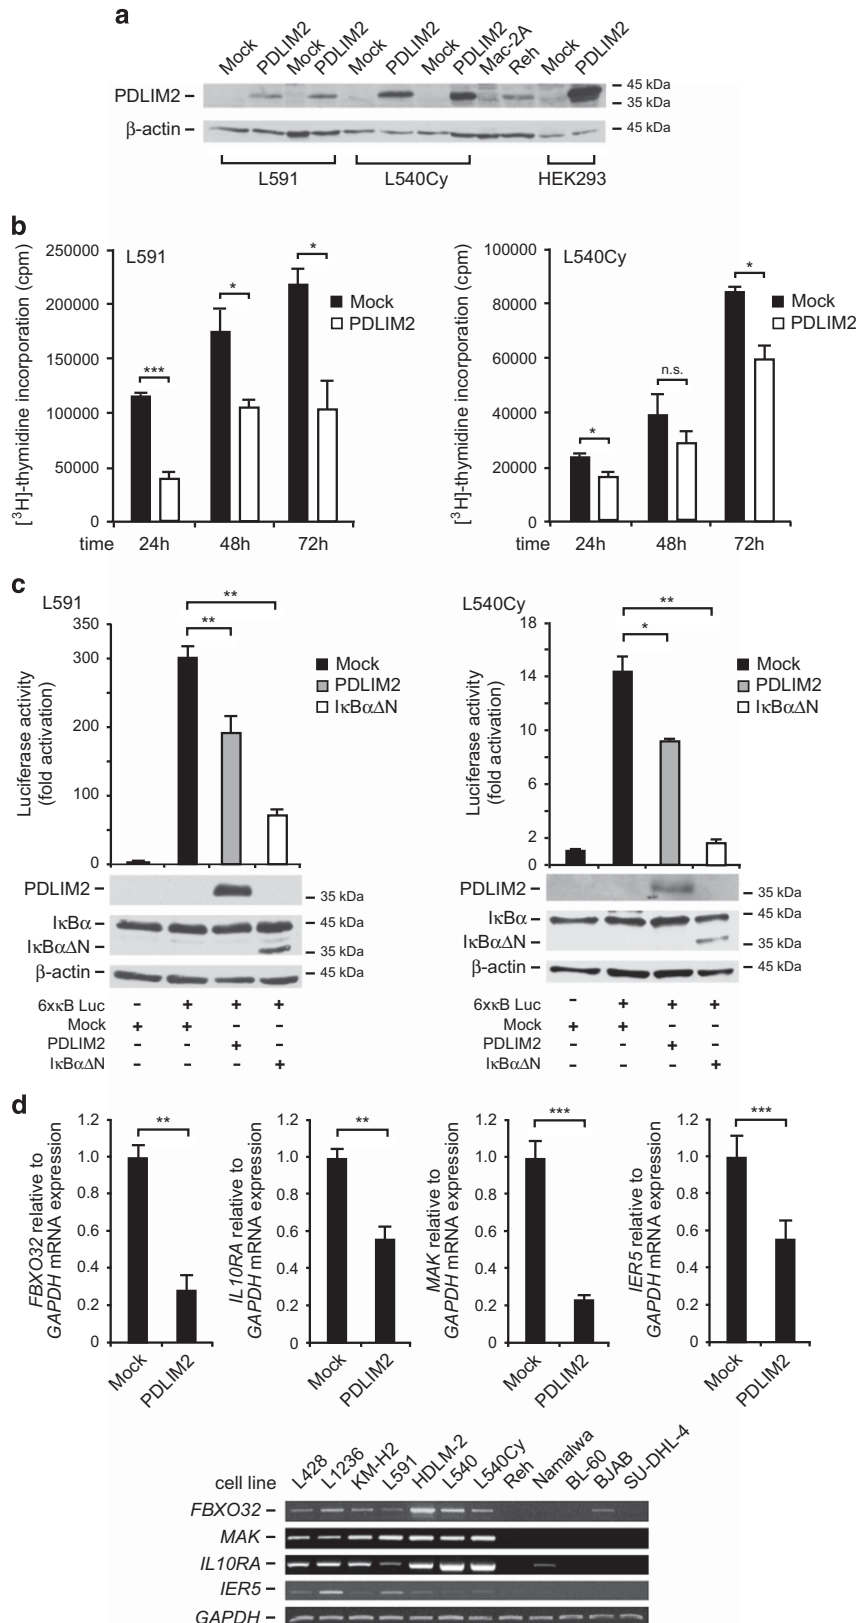 a
Mock PDLIM2 Mock PDLIM2 Mock PDLIM2 Mock PDLIM2 Mac-2A Reh Mock PDLIM2
PDLIM2
45 kDa
35 kDa
β-actin
45 kDa
L591 L540Cy HEK293
b
[³H]-thymidine incorporation (cpm)
L591
250000
200000
150000
100000
50000
0
*** * *
Mock
PDLIM2
time 24h 48h 72h
[³H]-thymidine incorporation (cpm)
L540Cy
100000
80000
60000
40000
20000
0
* n.s. *
Mock
PDLIM2
time 24h 48h 72h
c
L591
Luciferase activity
(fold activation)
350
200
100
0
**
**
Mock
PDLIM2
IκBαΔN
PDLIM2
35 kDa
IκBα
45 kDa
IκBαΔN
35 kDa
β-actin
45 kDa
6xκB Luc – + + +
Mock + + – –
PDLIM2 – – + –
IκBαΔN – – – +
L540Cy
Luciferase activity
(fold activation)
18
14
10
6
2
0
**
*
Mock
PDLIM2
IκBαΔN
PDLIM2
35 kDa
IκBα
45 kDa
IκBαΔN
35 kDa
β-actin
45 kDa
6xκB Luc – + + +
Mock + + – –
PDLIM2 – – + –
IκBαΔN – – – +
d
FBXO32 relative to
GAPDH mRNA expression
1.2
1.0
0.8
0.6
0.4
0.2
0
**
Mock PDLIM2
IL10RA relative to
GAPDH mRNA expression
1.2
1.0
0.8
0.6
0.4
0.2
0
**
Mock PDLIM2
MAK relative to
GAPDH mRNA expression
1.2
1.0
0.8
0.6
0.4
0.2
0
***
Mock PDLIM2
IER5 relative to
GAPDH mRNA expression
1.2
1.0
0.8
0.6
0.4
0.2
0
***
Mock PDLIM2
cell line L428 L1236 KM-H2 L591 HDLM-2 L540 L540Cy Reh Namalwa BL-60 BJAB SU-DHL-4
FBXO32
MAK
IL10RA
IER5
GAPDH